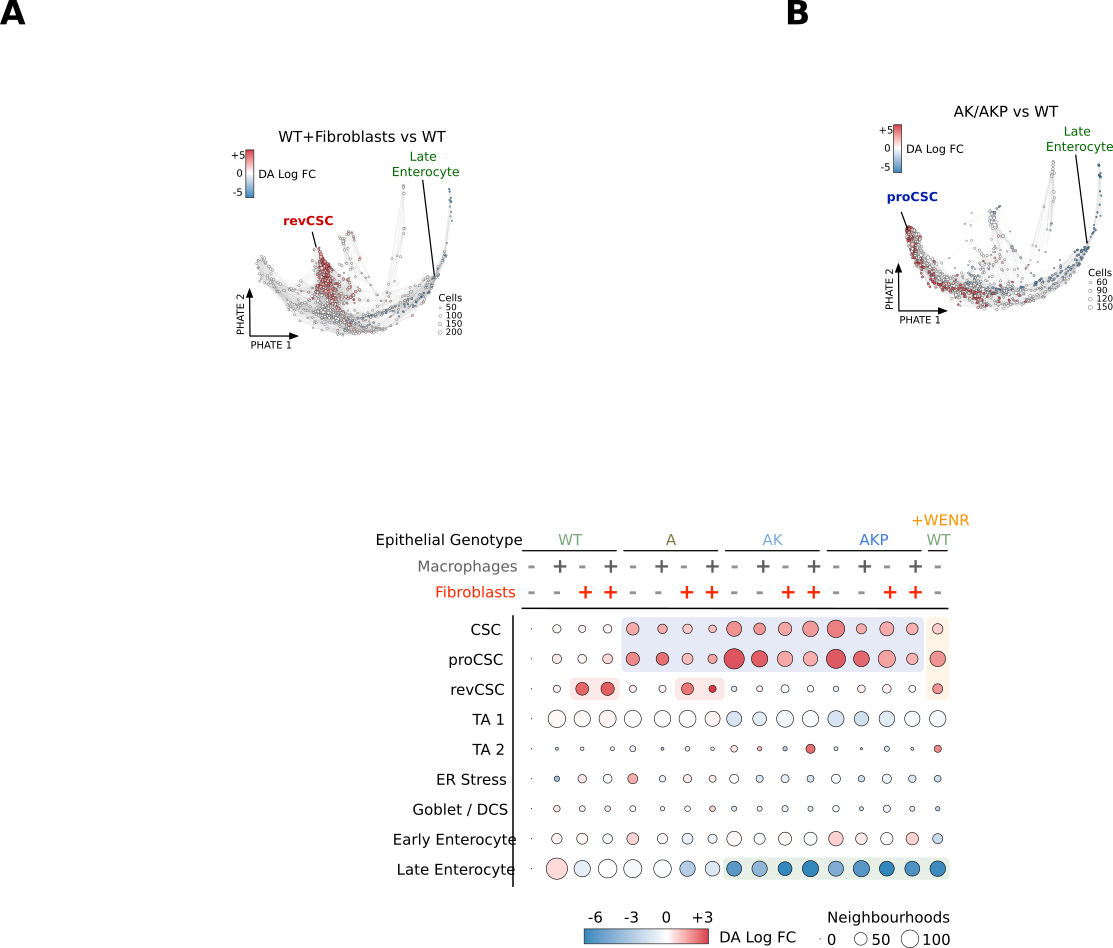 A
B
WT+Fibroblasts vs WT
+5
0
-5
DA Log FC
Late
Enterocyte
revCSC
Cells
50
100
150
200
PHATE 2
PHATE 1
AK/AKP vs WT
+5
0
-5
DA Log FC
Late
Enterocyte
proCSC
Cells
60
90
120
150
PHATE 2
PHATE 1
+WENR
Epithelial Genotype WT A AK AKP WT
Macrophages - + - + - + - + - + - + - + - + -
Fibroblasts - - + + - - + + - - + + - - + + -
CSC
proCSC
revCSC
TA 1
TA 2
ER Stress
Goblet / DCS
Early Enterocyte
Late Enterocyte
-6 -3 0 +3
DA Log FC
Neighbourhoods
0 50 100